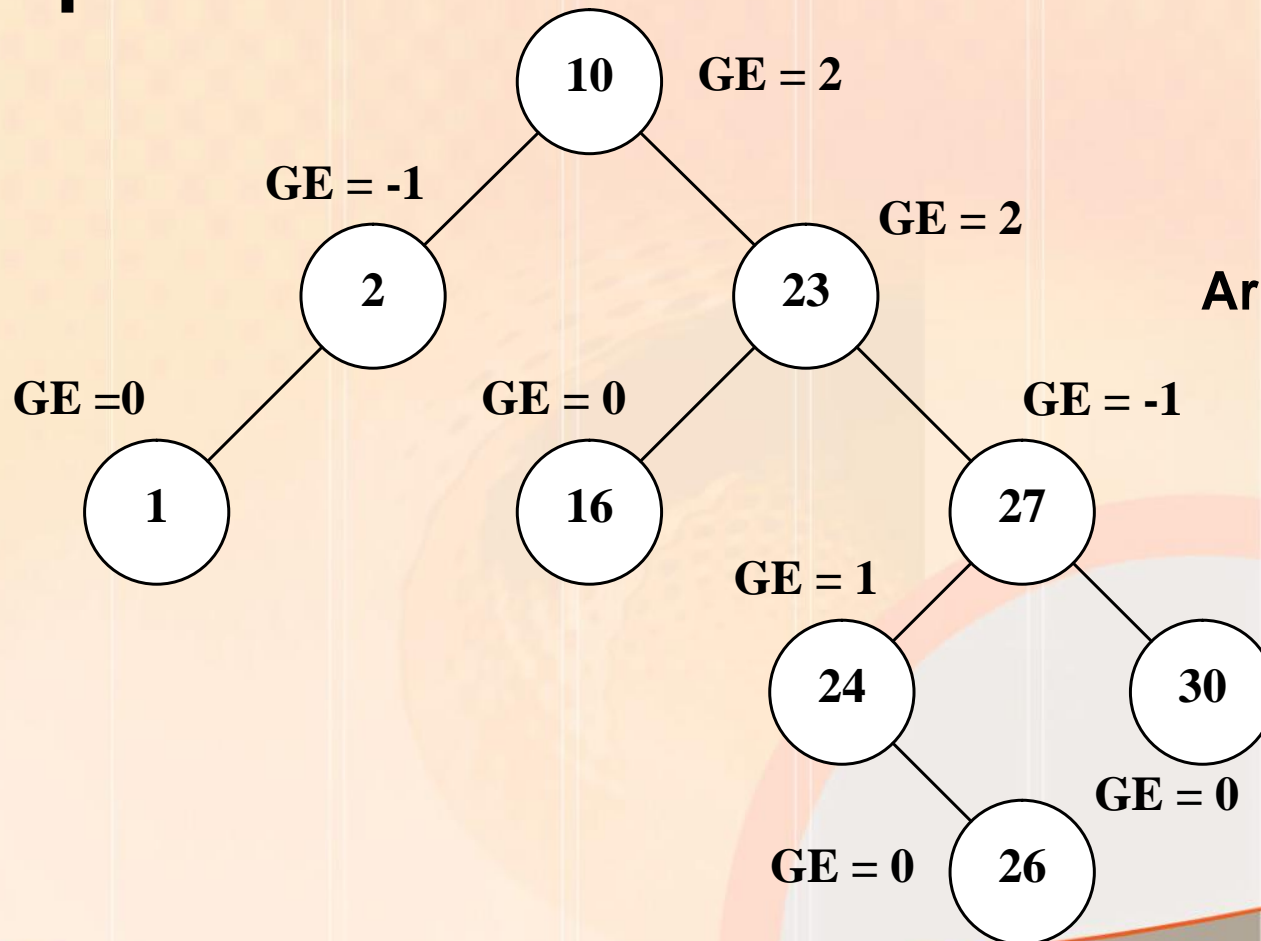 10 GE = 2
GE = -1
GE = 2
2 23
Ar
GE =0 GE = 0 GE = -1
1 16 27
GE = 1
24 30
GE = 0
GE = 0 26